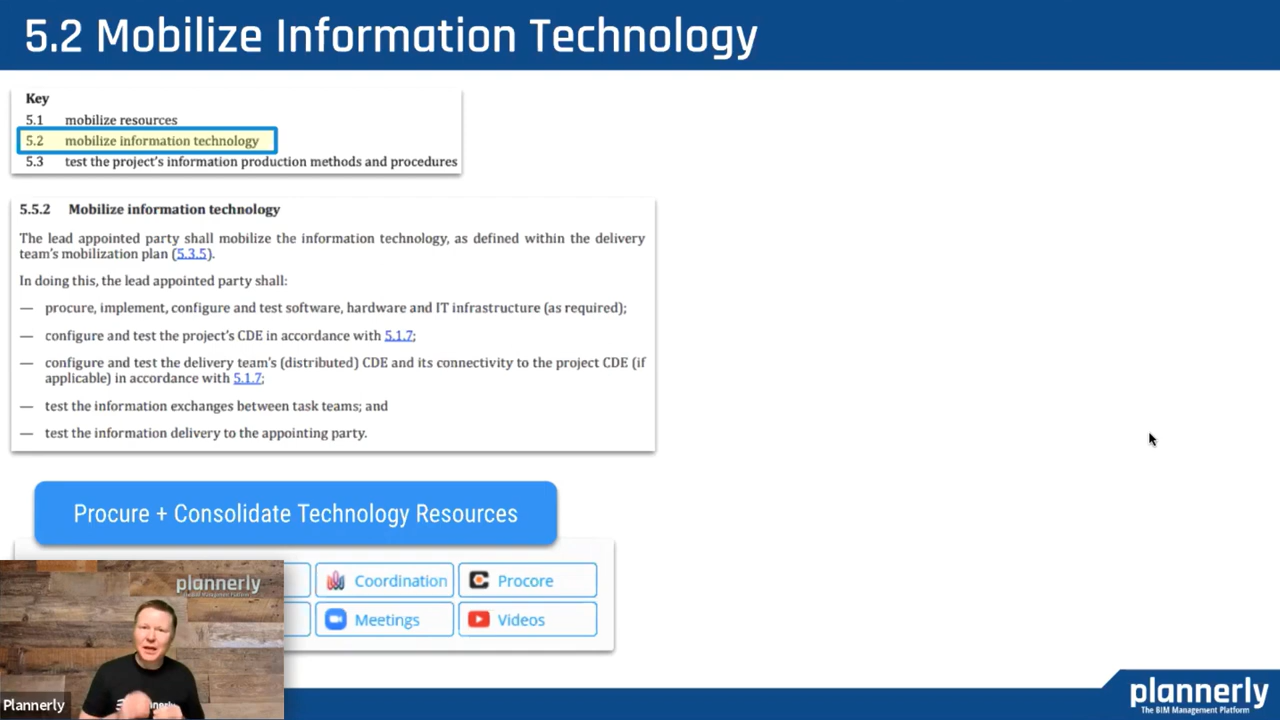 5.2 Mobilize Information Technology
Key
5.1 mobilize resources
5.2 mobilize information technology
5.3 test the project's information production methods and procedures
5.5.2 Mobilize information technology
The lead appointed party shall mobilize the information technology, as defined within the delivery
team's mobilization plan (5.3.5).
In doing this, the lead appointed party shall:
— procure, implement, configure and test software, hardware and IT infrastructure (as required);
— configure and test the project's CDE in accordance with 5.1.7;
— configure and test the delivery team's (distributed) CDE and its connectivity to the project CDE (if
applicable) in accordance with 5.1.7;
— test the information exchanges between task teams; and
— test the information delivery to the appointing party.
Procure + Consolidate Technology Resources
Coordination
Procore
Meetings
Videos
plannerly
Plannerly
plannerly
The BIM Management Platform